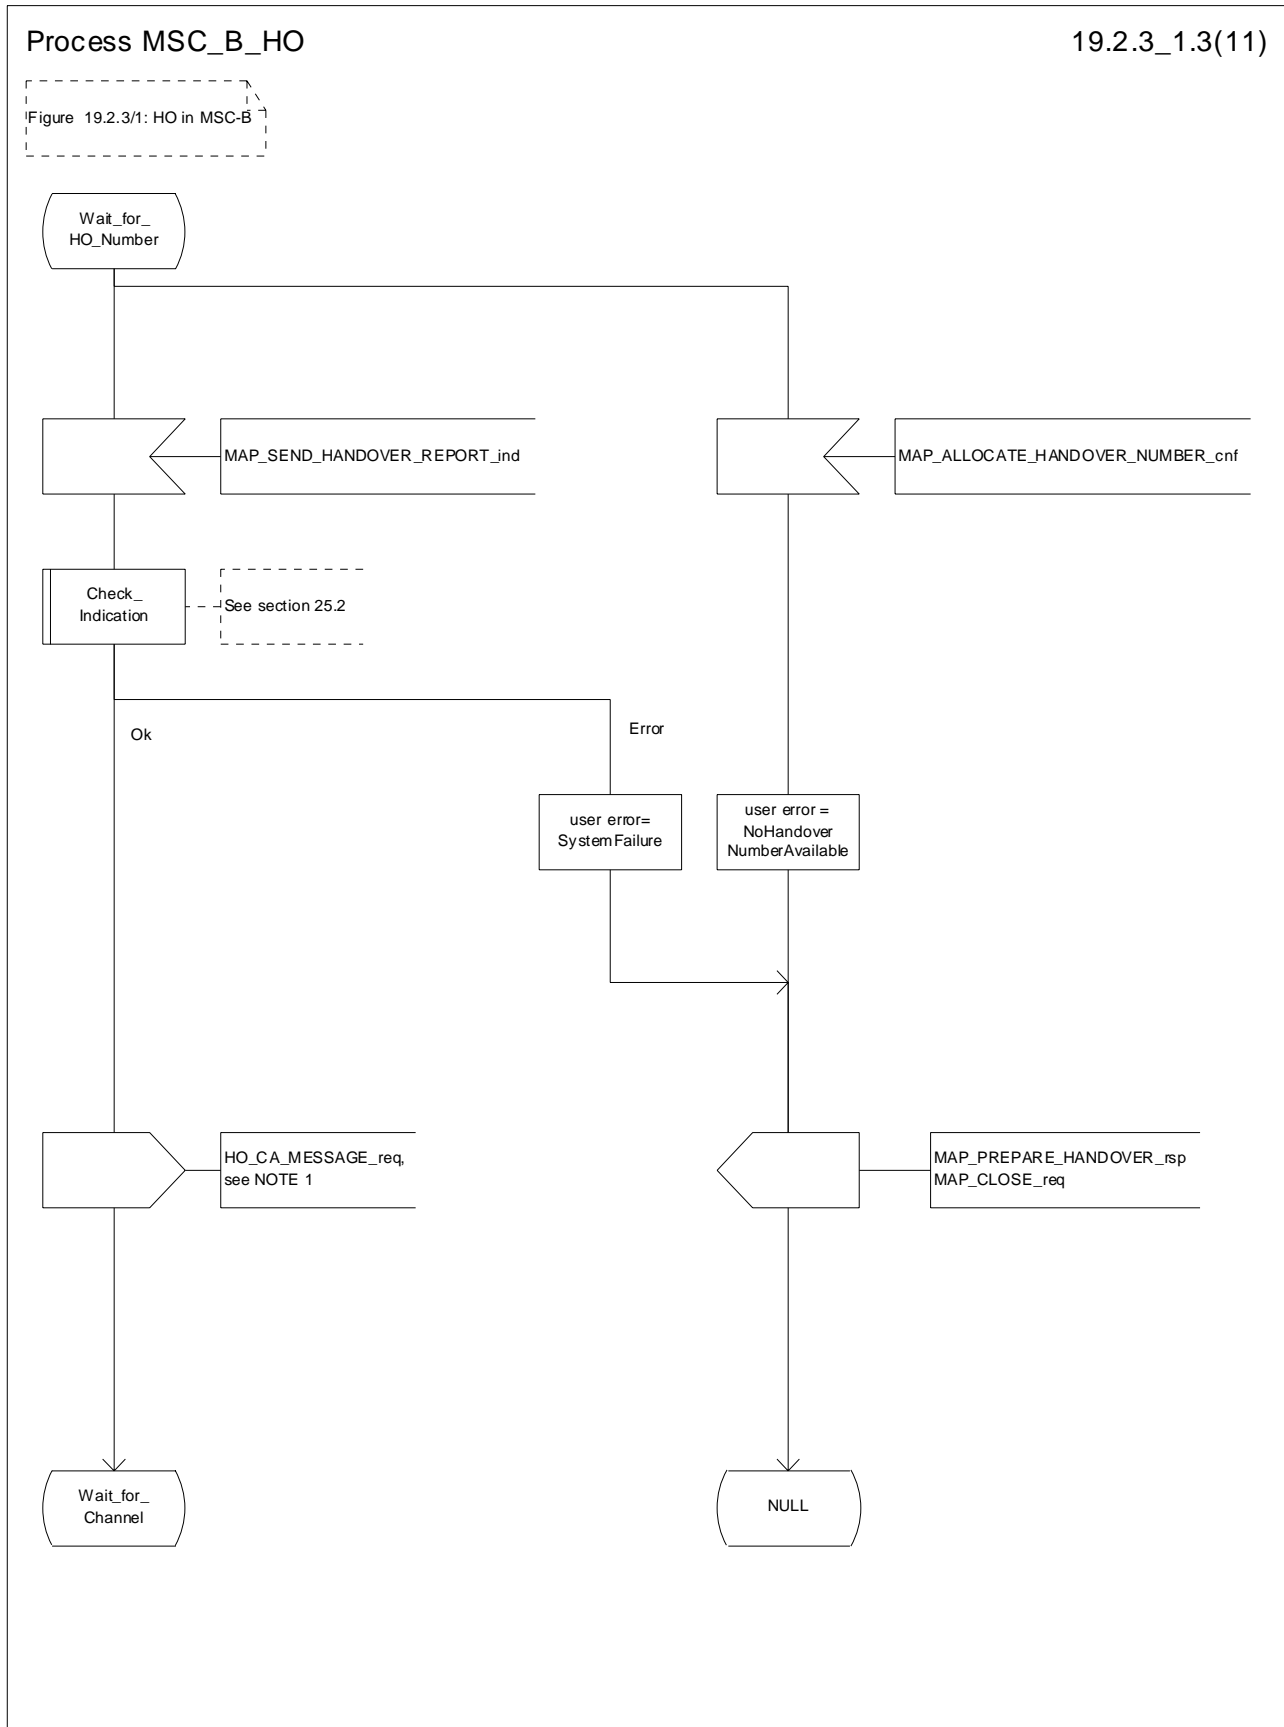 Process MSC_B_HO
19.2.3_1.3(11)
Figure 19.2.3/1: HO in MSC-B
Wait_for_
HO_Number
MAP_SEND_HANDOVER_REPORT_ind
MAP_ALLOCATE_HANDOVER_NUMBER_cnf
Check_
Indication
See section 25.2
Ok
Error
user error=
SystemFailure
user error =
NoHandover
NumberAvailable
HO_CA_MESSAGE_req,
see NOTE 1
MAP_PREPARE_HANDOVER_rsp
MAP_CLOSE_req
Wait_for_
Channel
NULL